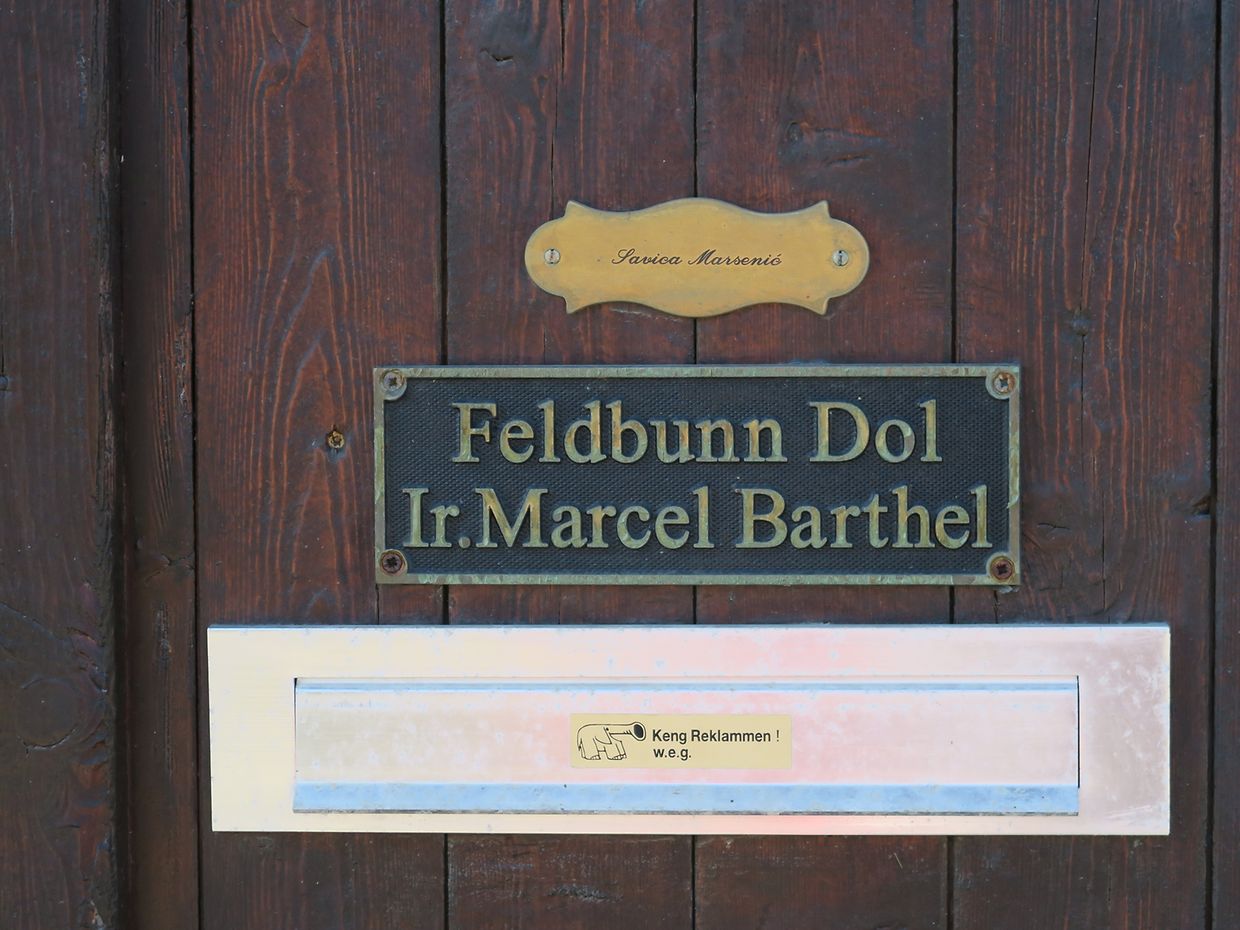 Savica Marsenić
Feldbunn Dol
Ir.Marcel Barthel
Keng Reklammen !
w.e.g.